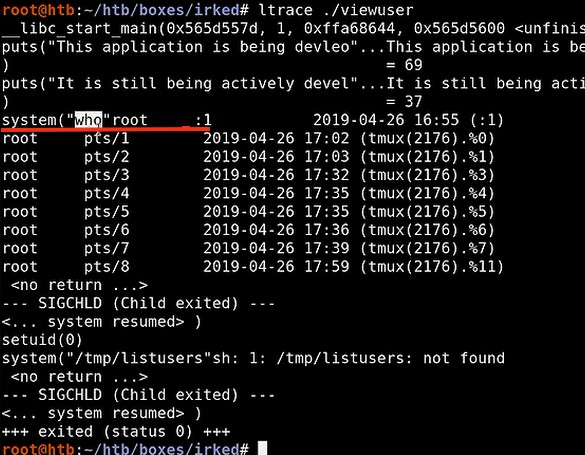 root@htb:~/htb/boxes/irked# ltrace ./viewuser
__libc_start_main(0x565d557d, 1, 0xffa68644, 0x565d5600 <unfinis
puts("This application is being devleo"...This application is be
) = 69
puts("It is still being actively devel"...It is still being acti
) = 37
system("who"root :1 2019-04-26 16:55 (:1)
root pts/1 2019-04-26 17:02 (tmux(2176).%0)
root pts/2 2019-04-26 17:03 (tmux(2176).%1)
root pts/3 2019-04-26 17:32 (tmux(2176).%3)
root pts/4 2019-04-26 17:35 (tmux(2176).%4)
root pts/5 2019-04-26 17:35 (tmux(2176).%5)
root pts/6 2019-04-26 17:36 (tmux(2176).%6)
root pts/7 2019-04-26 17:39 (tmux(2176).%7)
root pts/8 2019-04-26 17:59 (tmux(2176).%11)
<no return ...>
--- SIGCHLD (Child exited) ---
<... system resumed> )
setuid(0)
system("/tmp/listusers"sh: 1: /tmp/listusers: not found
<no return ...>
--- SIGCHLD (Child exited) ---
<... system resumed> )
+++ exited (status 0) +++
root@htb:~/htb/boxes/irked#